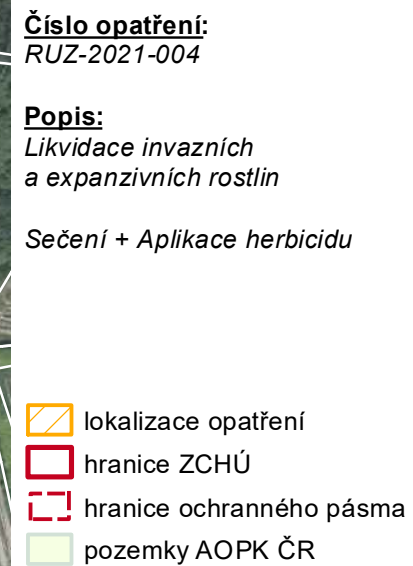 Číslo opatření:
RUZ-2021-004
Popis:
Likvidace invazních
a expanzivních rostlin
Sečení + Aplikace herbicidu
lokalizace opatření
hranice ZCHÚ
hranice ochranného pásma
pozemky AOPK ČR